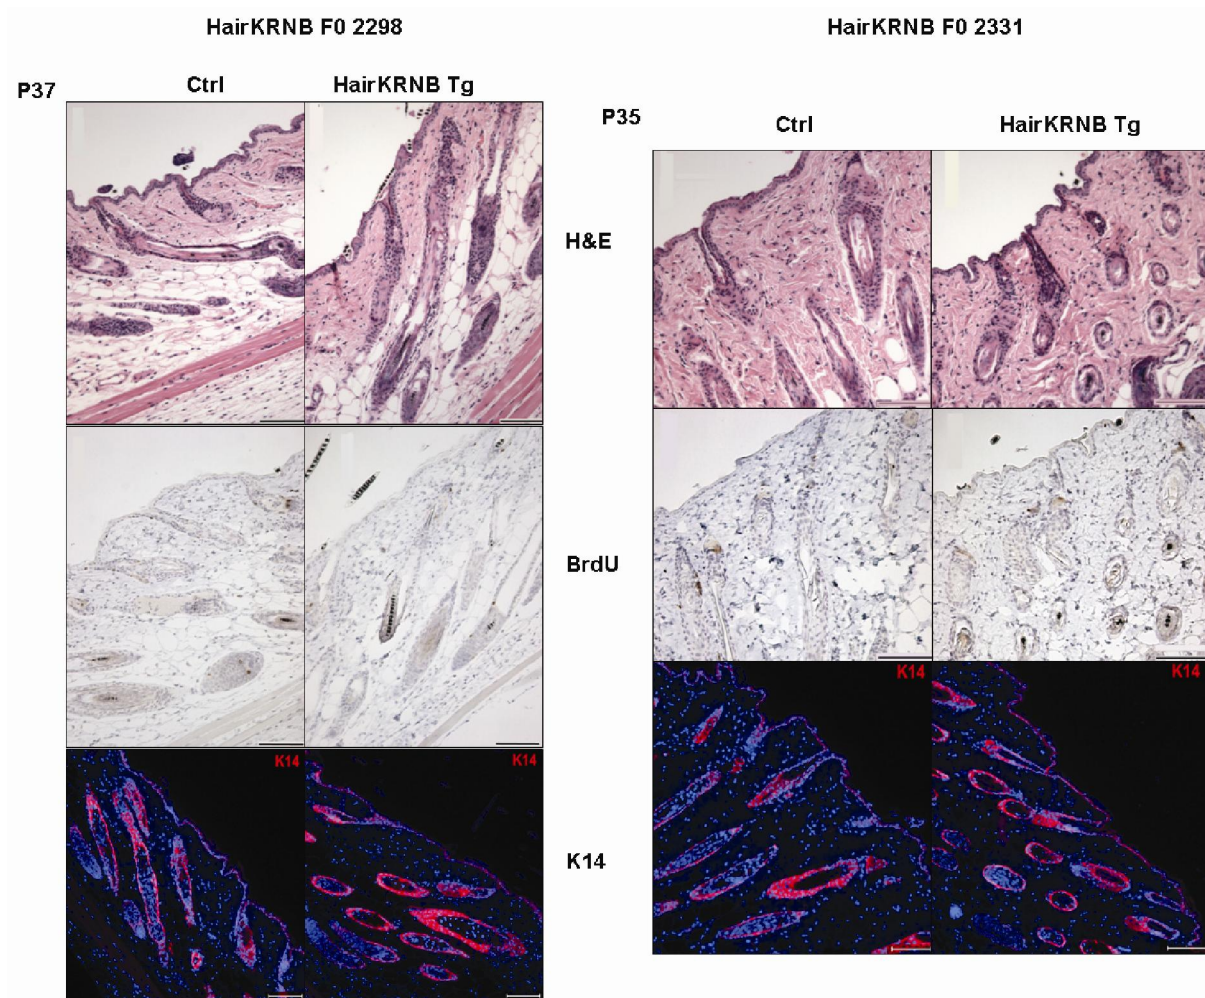 HairKRNB F0 2298
HairKRNB F0 2331
P37
Ctrl
HairKRNB Tg
P35
Ctrl
HairKRNB Tg
H&E
BrdU
K14
K14
K14
K14
K14